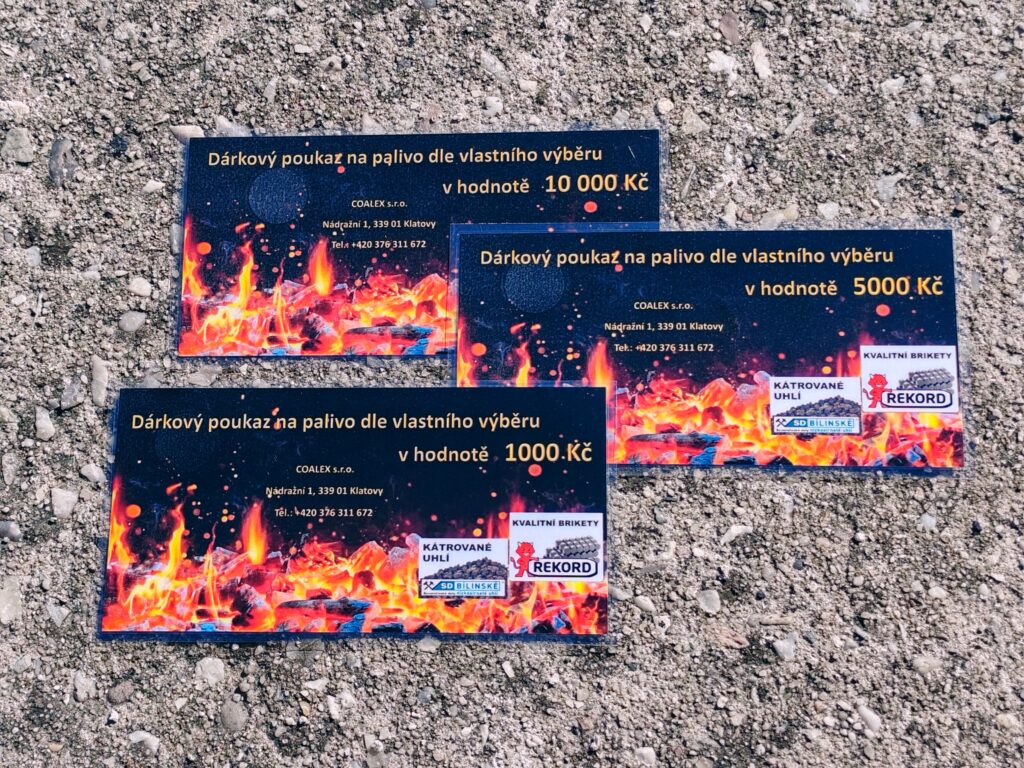 Dárkový poukaz na palivo dle vlastního výběru
v hodnotě 10 000 Kč
COALEX s.r.o.
Nádražní 1, 339 01 Klatovy
Tel.: +420 376 311 672
Dárkový poukaz na palivo dle vlastního výběru
v hodnotě 5000 Kč
COALEX s.r.o.
Nádražní 1, 339 01 Klatovy
Tel.: +420 376 311 672
KVALITNÍ BRIKETY
REKORD
KÁTROVANÉ
UHLÍ
SD BÍLINSKÉ
Dárkový poukaz na palivo dle vlastního výběru
v hodnotě 1000 Kč
COALEX s.r.o.
Nádražní 1, 339 01 Klatovy
Tel.: +420 376 311 672
KVALITNÍ BRIKETY
REKORD
KÁTROVANÉ
UHLÍ
SD BÍLINSKÉ